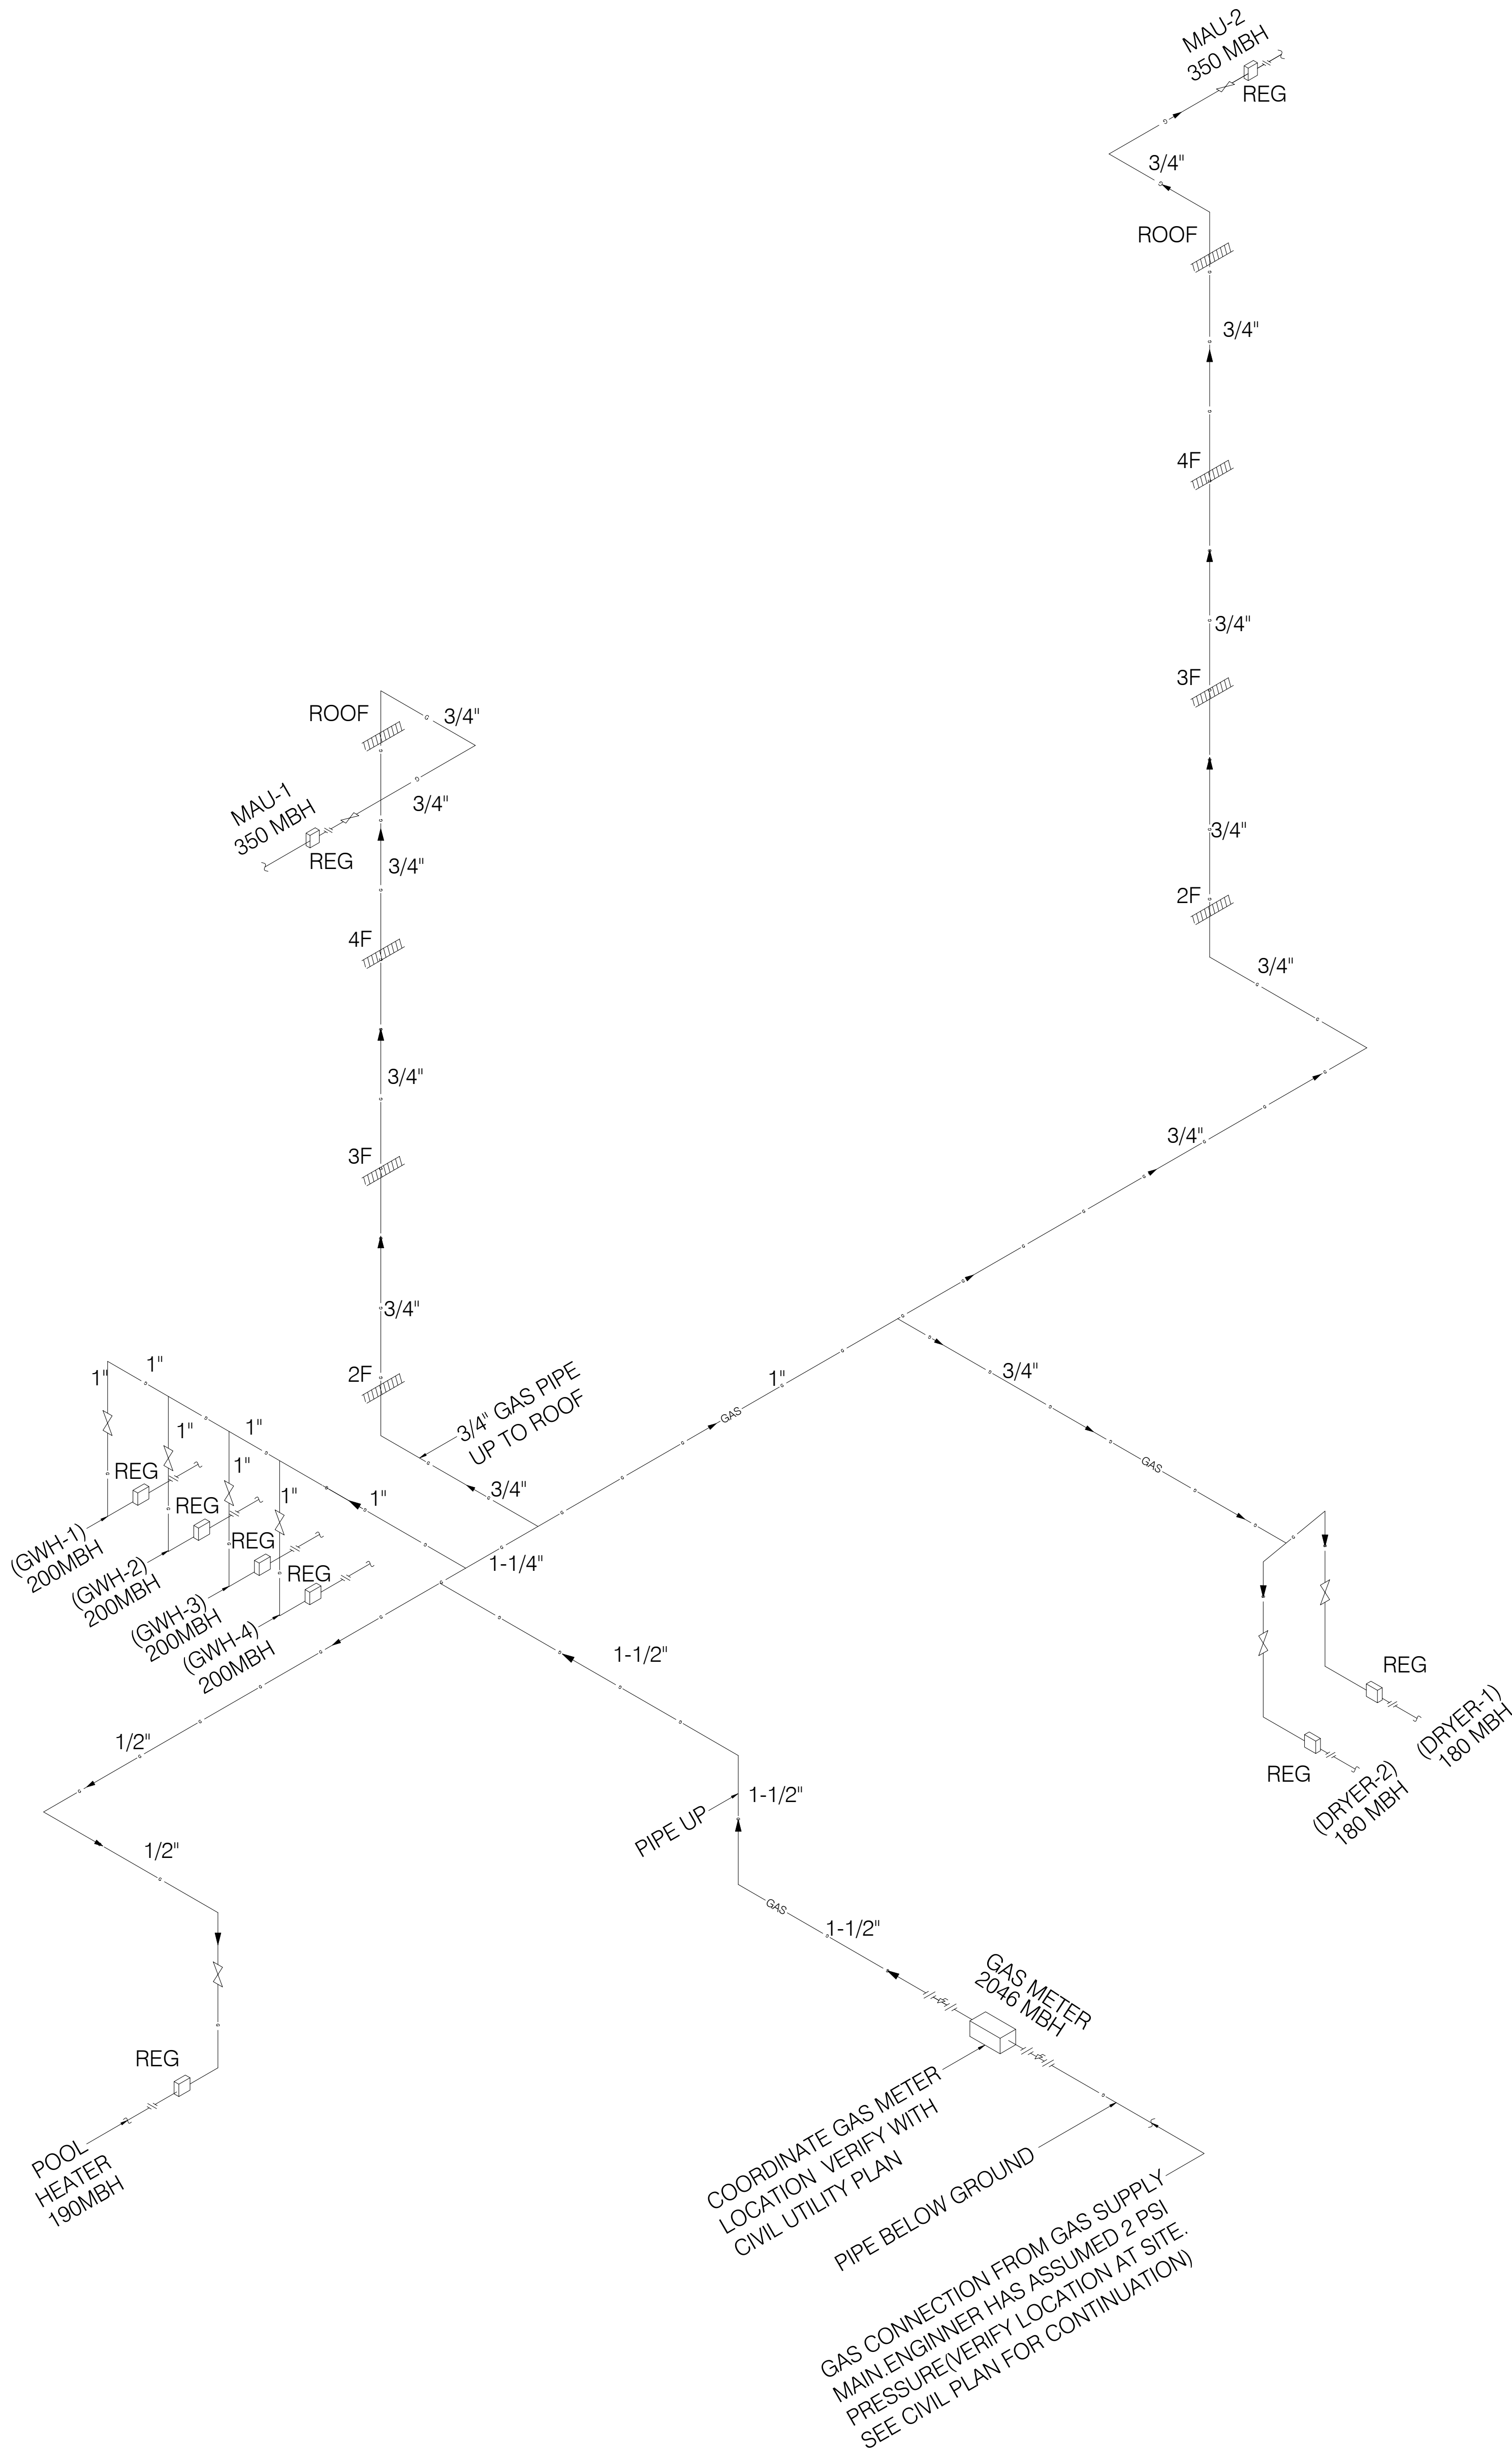 MAU-2
350 MBH
REG
3/4"
ROOF
3/4"
4F
3/4"
3F
3/4"
2F
3/4"
3/4"
ROOF
3/4"
MAU-1
350 MBH
3/4"
REG
3/4"
4F
3/4"
3F
3/4"
2F
3/4" GAS PIPE
UP TO ROOF
3/4"
1"
GAS
3/4"
GAS
1"
1"
1"
1"
1"
1"
1"
REG
REG
REG
REG
(GWH-1)
200MBH
(GWH-2)
200MBH
(GWH-3)
200MBH
(GWH-4)
200MBH
1-1/4"
1-1/2"
REG
(DRYER-1)
180 MBH
REG
(DRYER-2)
180 MBH
1/2"
1/2"
1-1/2"
PIPE UP
GAS
1-1/2"
GAS METER
2046 MBH
REG
POOL
HEATER
190MBH
COORDINATE GAS METER
LOCATION VERIFY WITH
CIVIL UTILITY PLAN
PIPE BELOW GROUND
GAS CONNECTION FROM GAS SUPPLY
MAIN.ENGINNER HAS ASSUMED 2 PSI
PRESSURE(VERIFY LOCATION AT SITE.
SEE CIVIL PLAN FOR CONTINUATION)